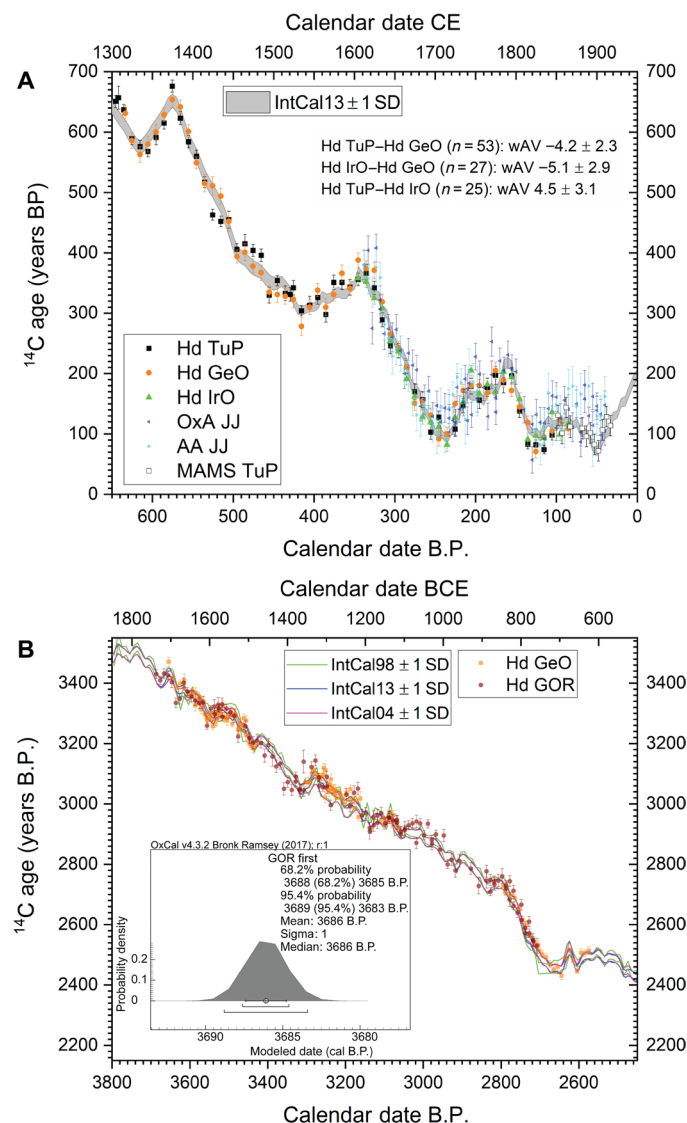 Calendar date CE
1300 1400 1500 1600 1700 1800 1900
A
700 700
600 600
500 500
400 400
300 300
200 200
100 100
0 0
¹⁴C age (years BP)
IntCal13 ± 1 SD
Hd TuP–Hd GeO (n = 53): wAV –4.2 ± 2.3
Hd IrO–Hd GeO (n = 27): wAV –5.1 ± 2.9
Hd TuP–Hd IrO (n = 25): wAV 4.5 ± 3.1
Hd TuP
Hd GeO
Hd IrO
OxA JJ
AA JJ
MAMS TuP
600 500 400 300 200 100 0
Calendar date B.P.
Calendar date BCE
1800 1600 1400 1200 1000 800 600
B
3400 3400
3200 3200
3000 3000
2800 2800
2600 2600
2400 2400
2200 2200
¹⁴C age (years B.P.)
IntCal98 ± 1 SD
IntCal13 ± 1 SD
IntCal04 ± 1 SD
Hd GeO
Hd GOR
OxCal v4.3.2 Bronk Ramsey (2017); r:1
GOR first
68.2% probability
3688 (68.2%) 3685 B.P.
95.4% probability
3689 (95.4%) 3683 B.P.
Mean: 3686 B.P.
Sigma: 1
Median: 3686 B.P.
Probability density
0.2
0.1
0
3690 3685 3680
Modeled date (cal B.P.)
3800 3600 3400 3200 3000 2800 2600
Calendar date B.P.